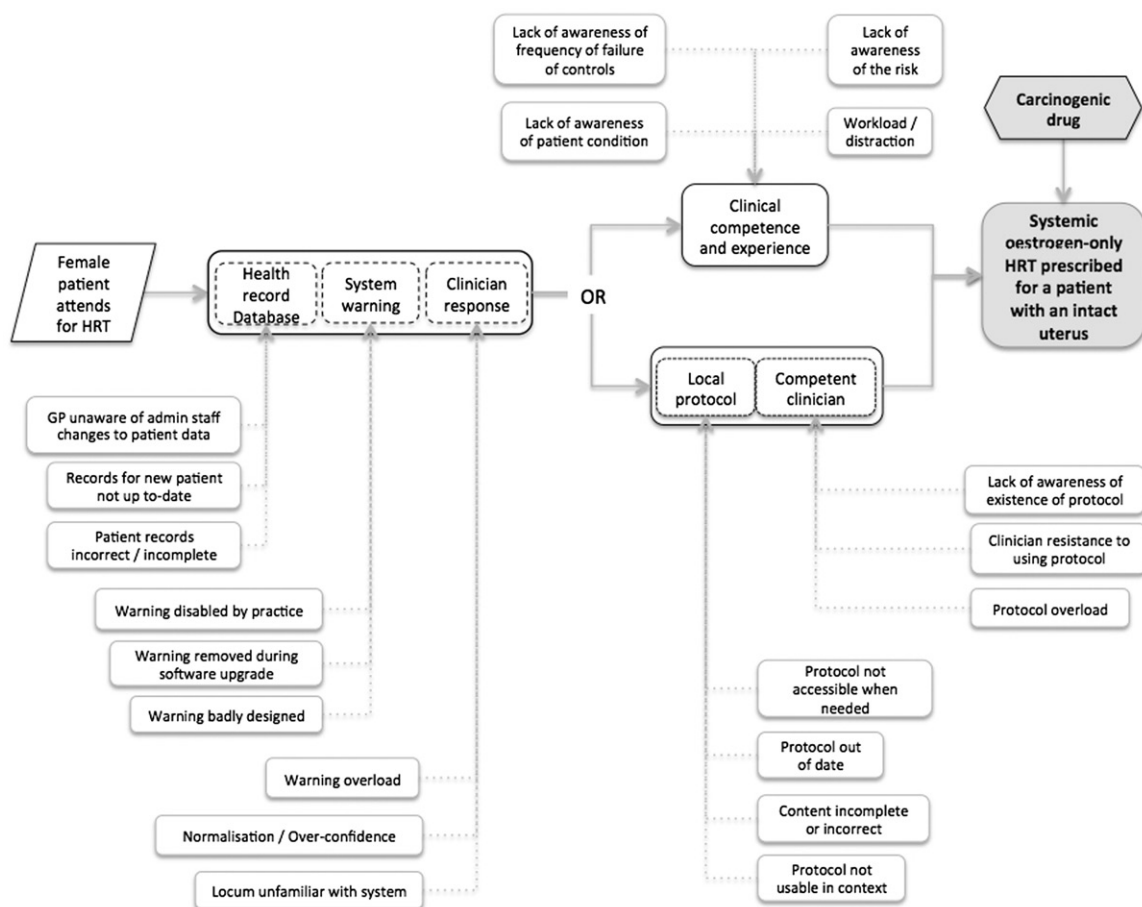 Lack of awareness of
frequency of failure
of controls
Lack of
awareness
of the risk
Carcinogenic
drug
Lack of awareness
of patient condition
Workload /
distraction
Clinical
competence
and experience
Systemic
oestrogen-only
HRT prescribed
for a patient
with an intact
uterus
Female
patient
attends
for HRT
Health
record
Database
System
warning
Clinician
response
OR
Local
protocol
Competent
clinician
GP unaware of admin staff
changes to patient data
Records for new patient
not up to-date
Patient records
incorrect / incomplete
Warning disabled by practice
Warning removed during
software upgrade
Warning badly designed
Warning overload
Normalisation / Over-confidence
Locum unfamiliar with system
Lack of awareness of
existence of protocol
Clinician resistance to
using protocol
Protocol overload
Protocol not
accessible when
needed
Protocol out
of date
Content incomplete
or incorrect
Protocol not
usable in context